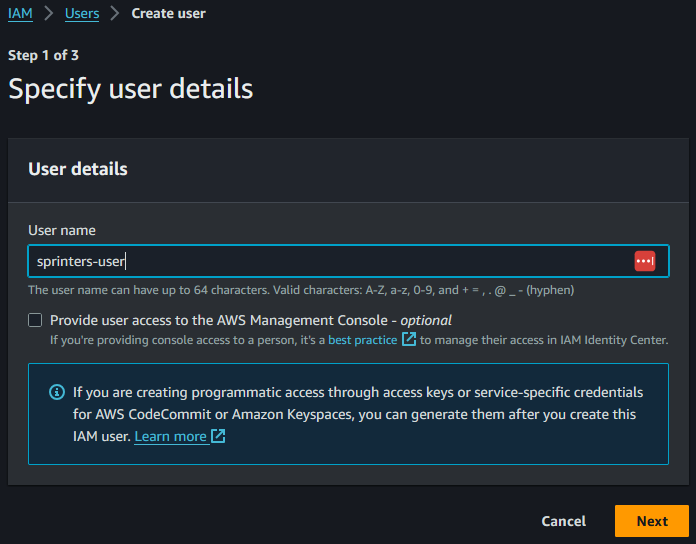 IAM > Users > Create user
Step 1 of 3
Specify user details
User details
User name
sprinters-user
The user name can have up to 64 characters. Valid characters: A-Z, a-z, 0-9, and + = , . @ _ - (hyphen)
Provide user access to the AWS Management Console - optional
If you're providing console access to a person, it's a best practice to manage their access in IAM Identity Center.
If you are creating programmatic access through access keys or service-specific credentials
for AWS CodeCommit or Amazon Keyspaces, you can generate them after you create this
IAM user. Learn more
Cancel Next